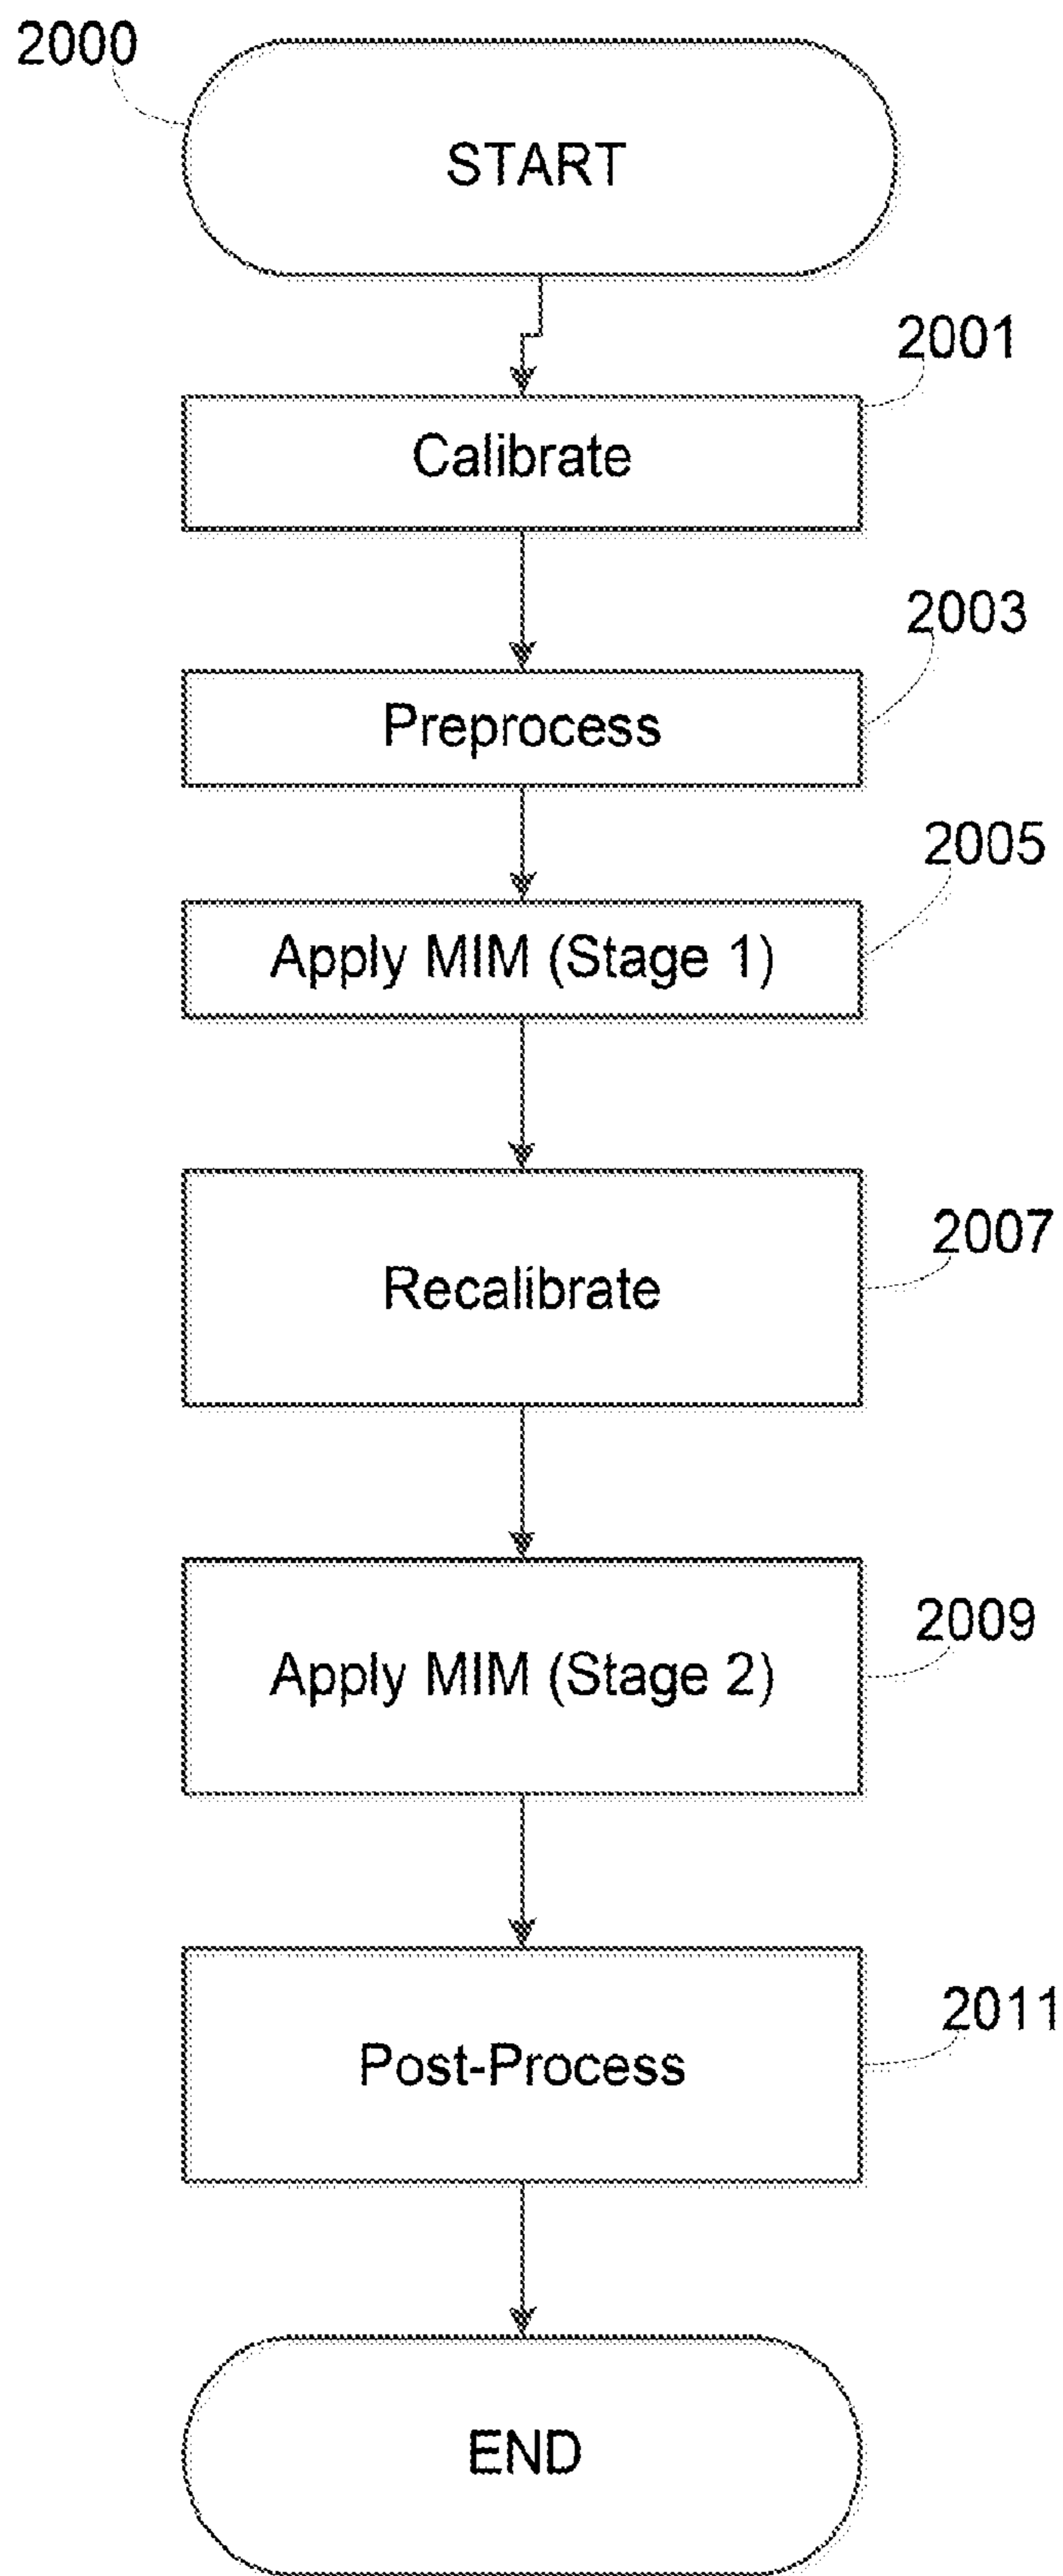 2000
START
2001
Calibrate
2003
Preprocess
2005
Apply MIM (Stage 1)
2007
Recalibrate
2009
Apply MIM (Stage 2)
2011
Post-Process
END